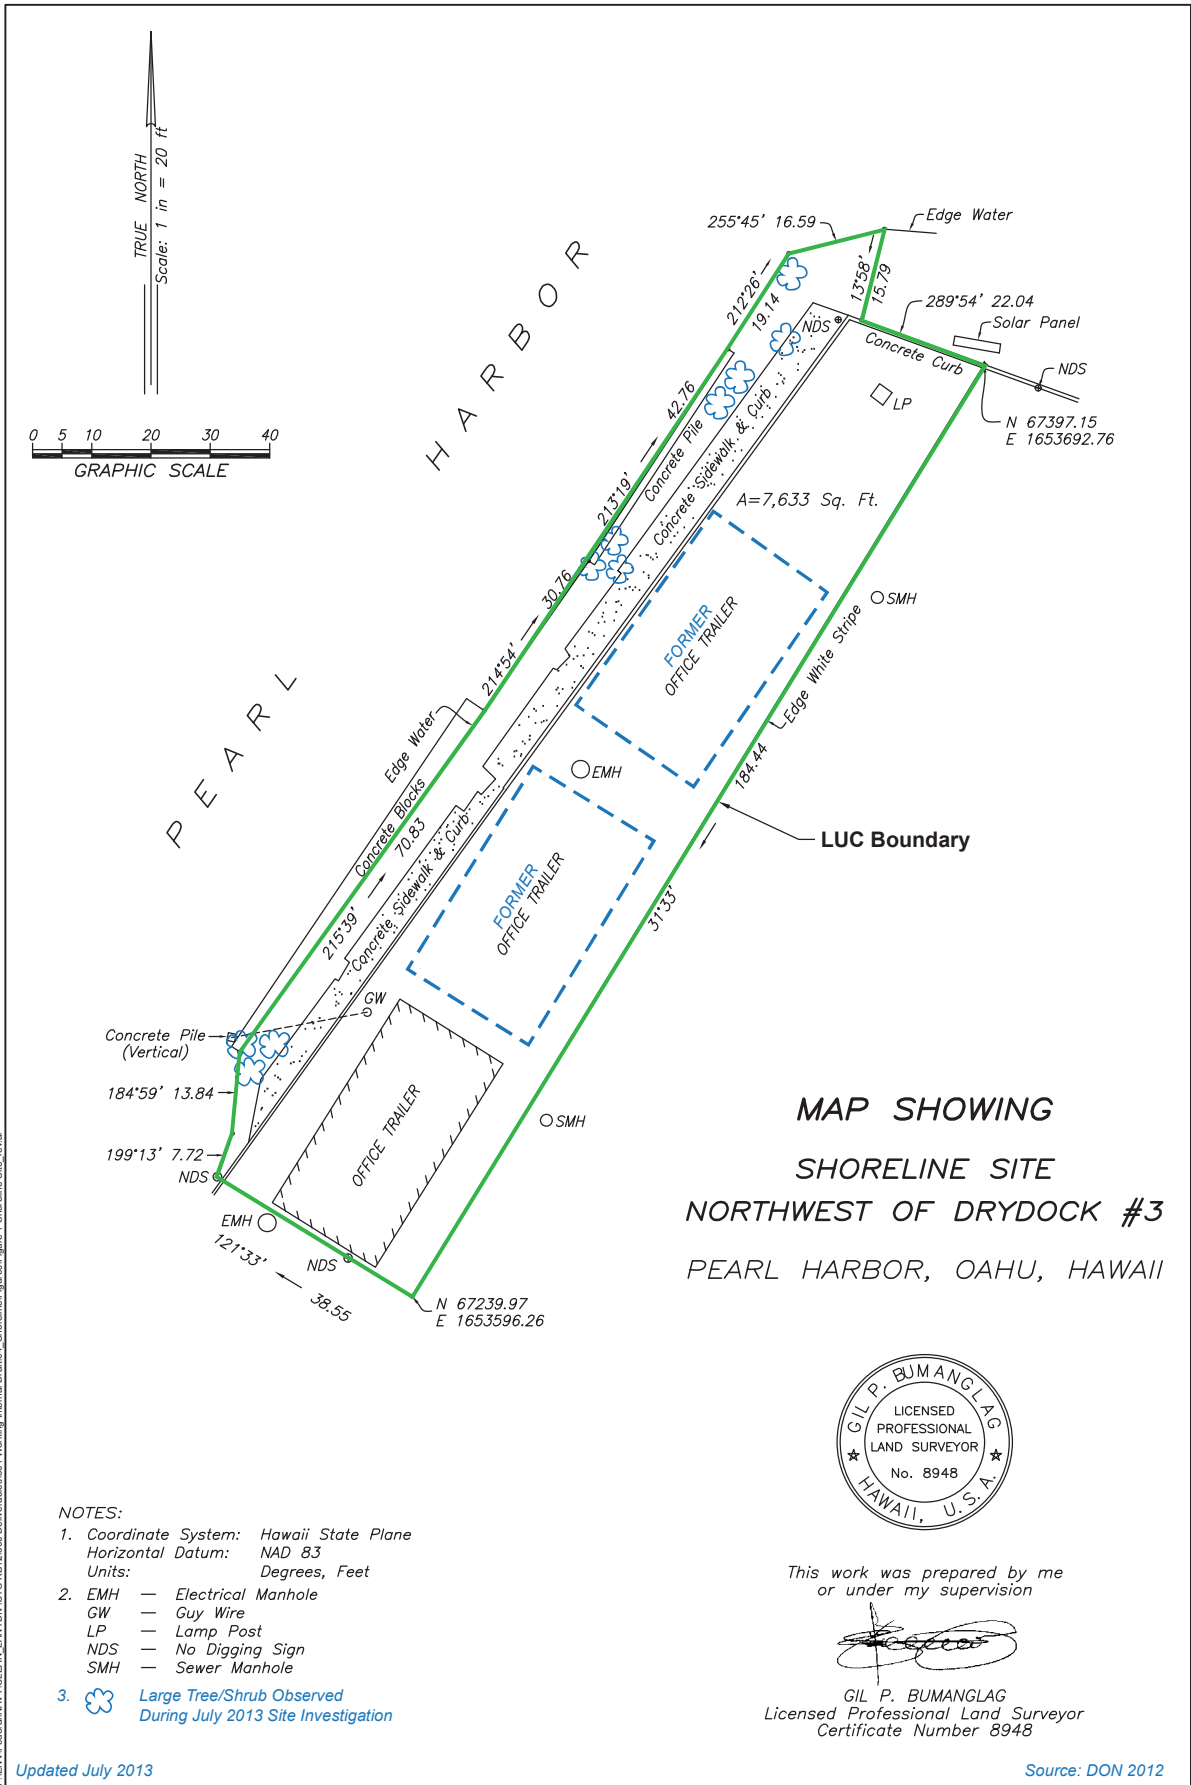 TRUE NORTH
Scale: 1 in = 20 ft
0 5 10 20 30 40
GRAPHIC SCALE
PEARL HARBOR
255°45' 16.59
Edge Water
13°58'
15.79
289°54' 22.04
Solar Panel
Concrete Curb
NDS
NDS
LP
N 67397.15
E 1653692.76
212°26'
19.14
42.76
213°19'
Concrete Pile
Concrete Sidewalk & Curb
A=7,633 Sq. Ft.
30.76
214°54'
FORMER
OFFICE TRAILER
SMH
Edge White Stripe
184.44
31°33'
LUC Boundary
EMH
Edge Water
Concrete Blocks
70.83
215°39'
Concrete Sidewalk & Curb
FORMER
OFFICE TRAILER
GW
Concrete Pile
(Vertical)
184°59' 13.84
199°13' 7.72
NDS
OFFICE TRAILER
SMH
EMH
121°33'
38.55
NDS
N 67239.97
E 1653596.26
MAP SHOWING
SHORELINE SITE
NORTHWEST OF DRYDOCK #3
PEARL HARBOR, OAHU, HAWAII
GIL P. BUMANGLAG
LICENSED
PROFESSIONAL
LAND SURVEYOR
No. 8948
HAWAII, U.S.A.
This work was prepared by me
or under my supervision
GIL P. BUMANGLAG
Licensed Professional Land Surveyor
Certificate Number 8948
NOTES:
1. Coordinate System: Hawaii State Plane
Horizontal Datum: NAD 83
Units: Degrees, Feet
2. EMH — Electrical Manhole
GW — Guy Wire
LP — Lamp Post
NDS — No Digging Sign
SMH — Sewer Manhole
3. Large Tree/Shrub Observed
During July 2013 Site Investigation
Updated July 2013
Source: DON 2012